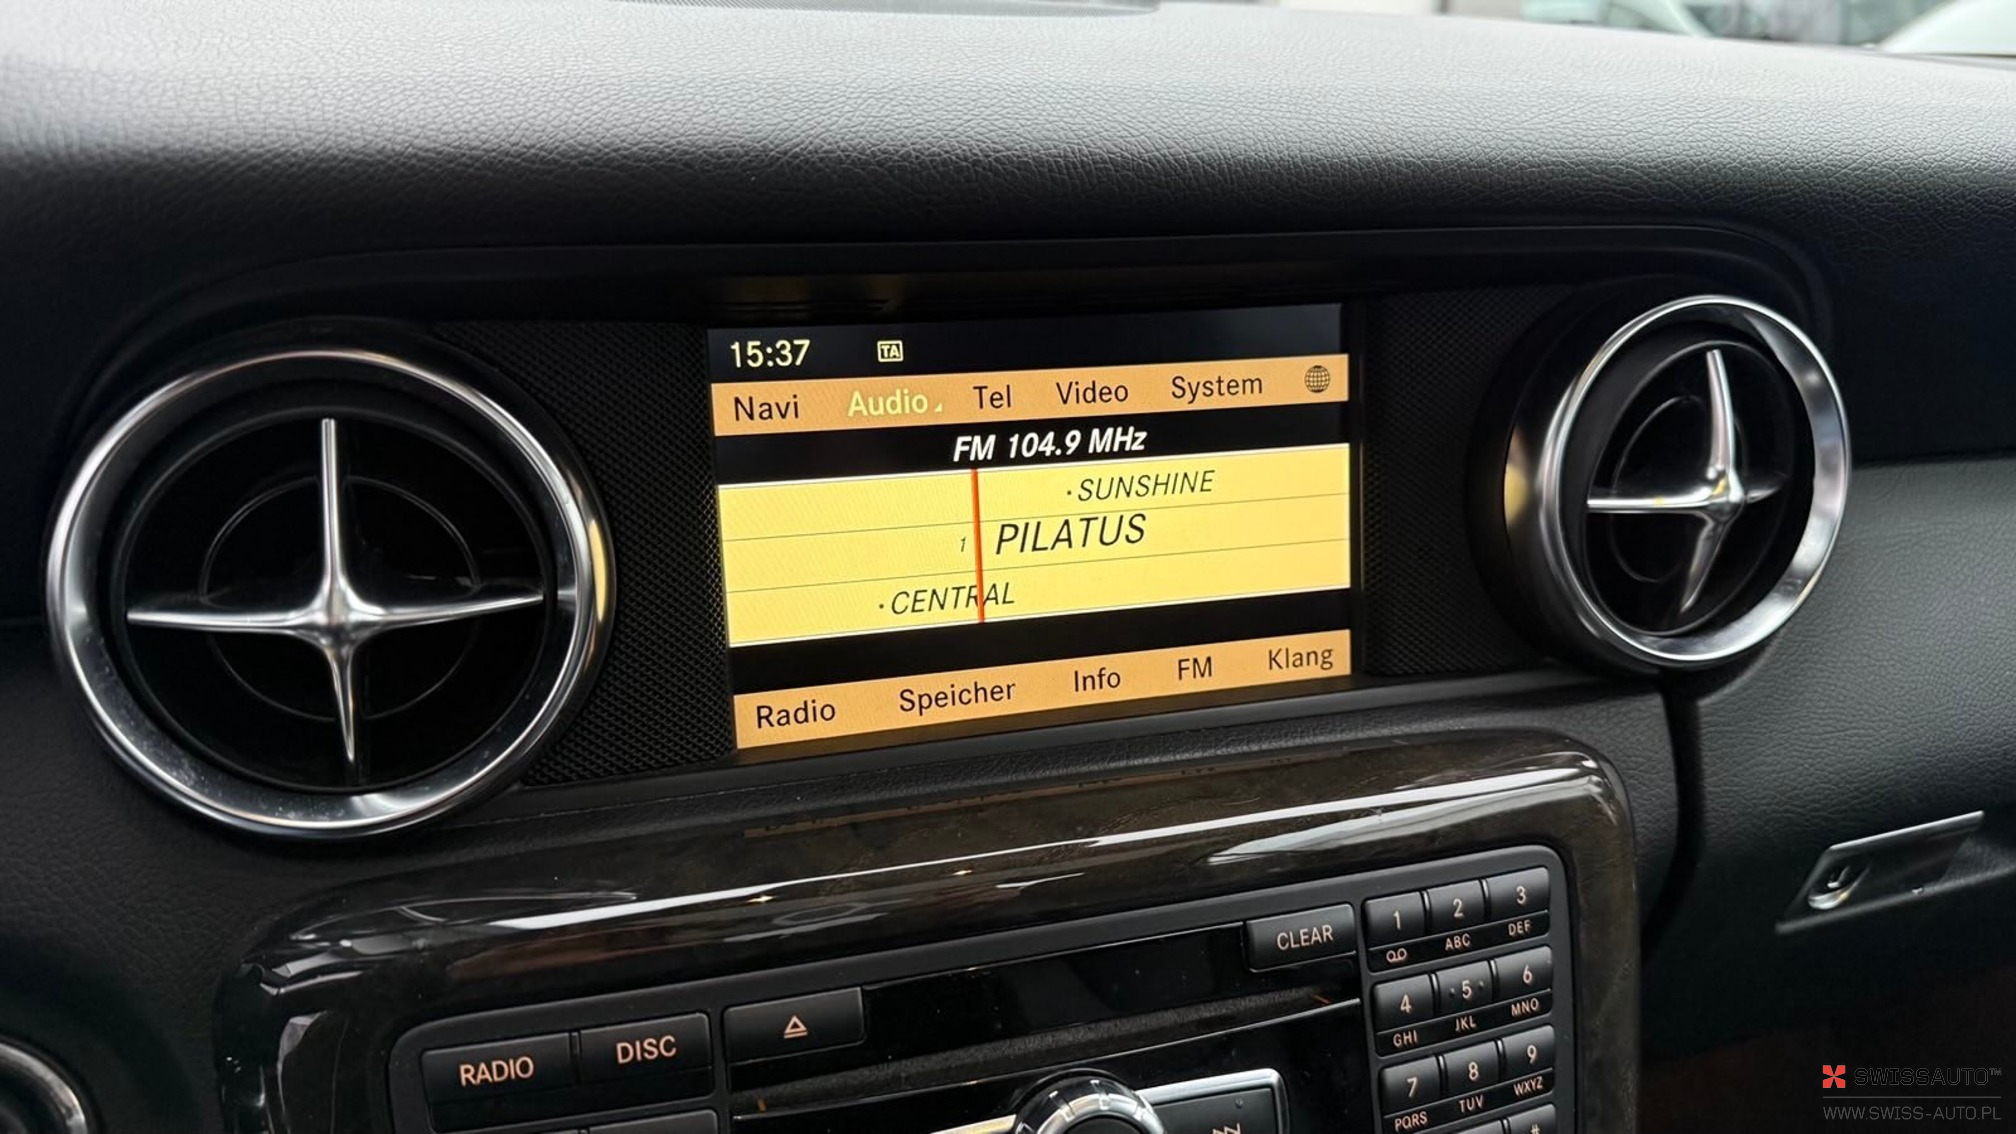 15:37 TA
Navi Audio Tel Video System
FM 104.9 MHz
·SUNSHINE
1 PILATUS
·CENTRAL
Radio Speicher Info FM Klang
CLEAR
1 2 3
ABC DEF
4 5 6
GHI JKL MNO
7 8 9
PQRS TUV WXYZ
#
RADIO DISC
SWISSAUTO™
WWW.SWISS-AUTO.PL